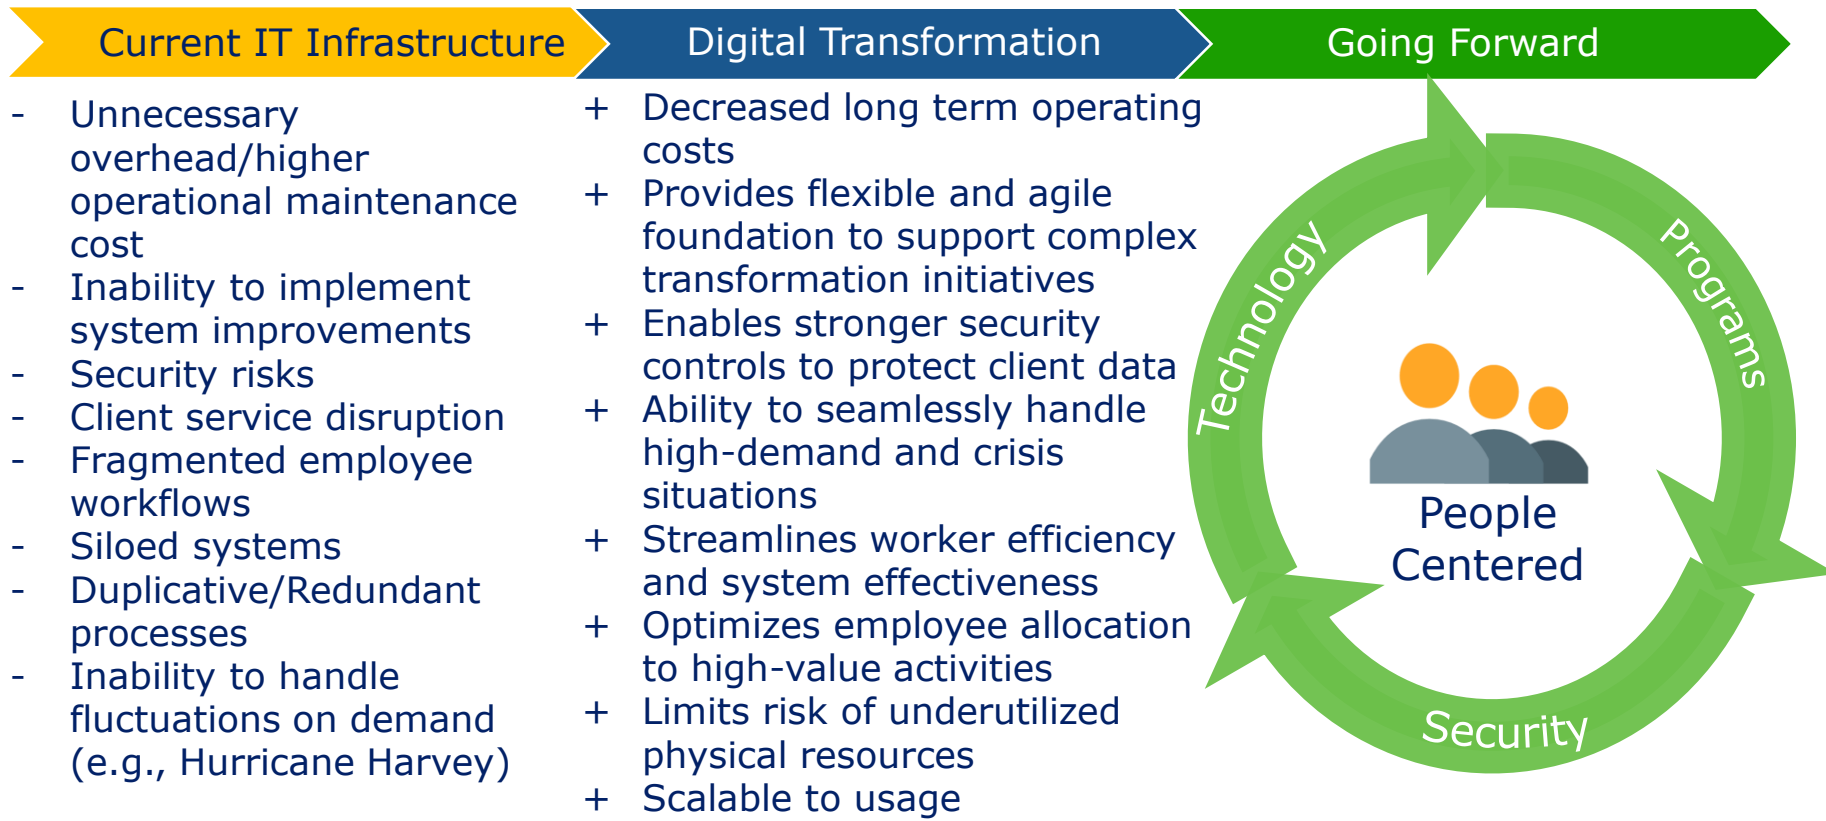 Current IT Infrastructure
Digital Transformation
Going Forward
- Unnecessary
overhead/higher
operational maintenance
cost
- Inability to implement
system improvements
- Security risks
- Client service disruption
- Fragmented employee
workflows
- Siloed systems
- Duplicative/Redundant
processes
- Inability to handle
fluctuations on demand
(e.g., Hurricane Harvey)
+ Decreased long term operating
costs
+ Provides flexible and agile
foundation to support complex
transformation initiatives
+ Enables stronger security
controls to protect client data
+ Ability to seamlessly handle
high-demand and crisis
situations
+ Streamlines worker efficiency
and system effectiveness
+ Optimizes employee allocation
to high-value activities
+ Limits risk of underutilized
physical resources
+ Scalable to usage
Technology
Programs
People
Centered
Security